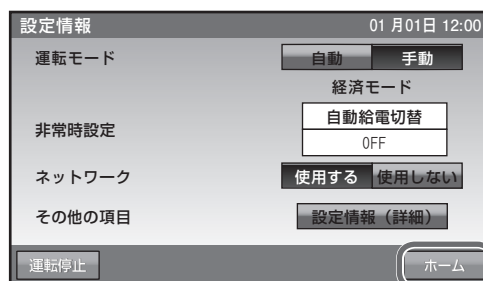 設定情報 01月01日 12:00
運転モード 自動 手動
経済モード
非常時設定 自動給電切替
OFF
ネットワーク 使用する 使用しない
その他の項目 設定情報（詳細）
運転停止 ホーム